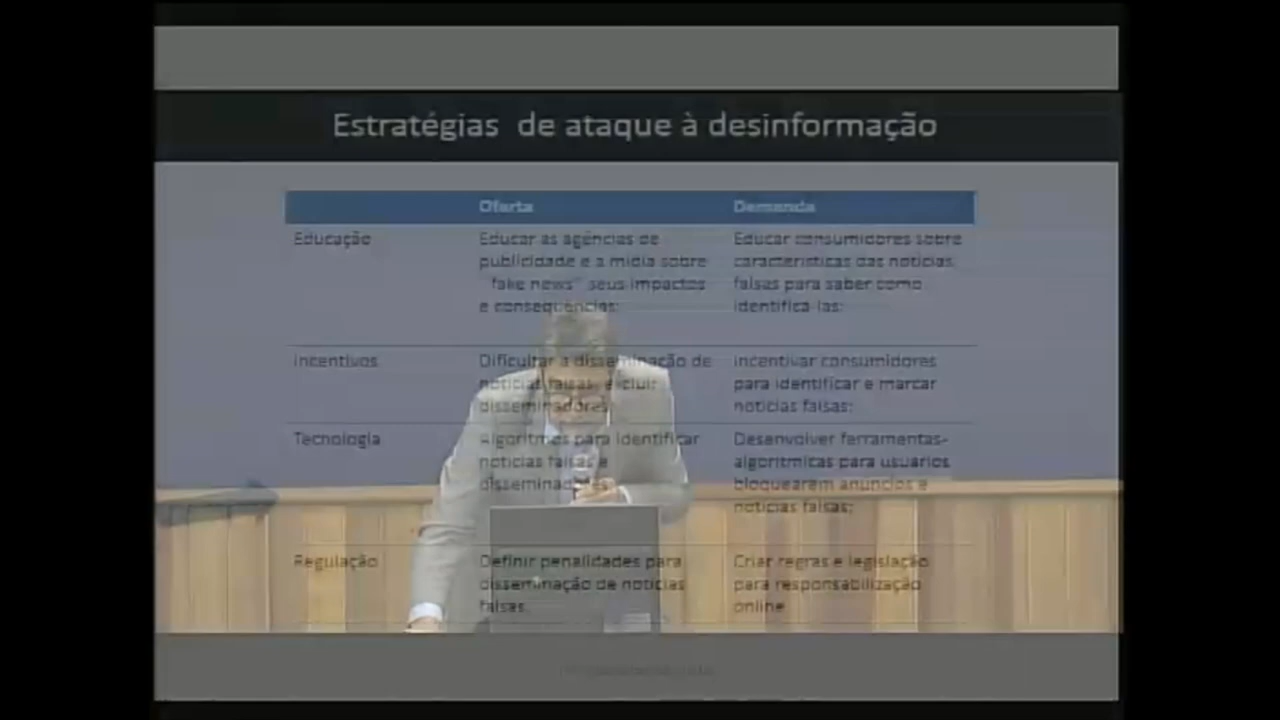 Estratégias de ataque à desinformação
Oferta
Demanda
Educação
Educar as agências de
publicidade e a mídia sobre
"fake news" seus impactos
e consequências;
Educar consumidores sobre
características das notícias
falsas para saber como
identificá-las;
Incentivos
Dificultar a disseminação de
notícias falsas, excluir
disseminadores;
Incentivar consumidores
para identificar e marcar
notícias falsas;
Tecnologia
Algoritmos para identificar
notícias falsas e
disseminadores;
Desenvolver ferramentas-
algorítmicas para usuários
bloquearem anúncios e
notícias falsas;
Regulação
Definir penalidades para
disseminação de notícias
falsas.
Criar regras e legislação
para responsabilização
online